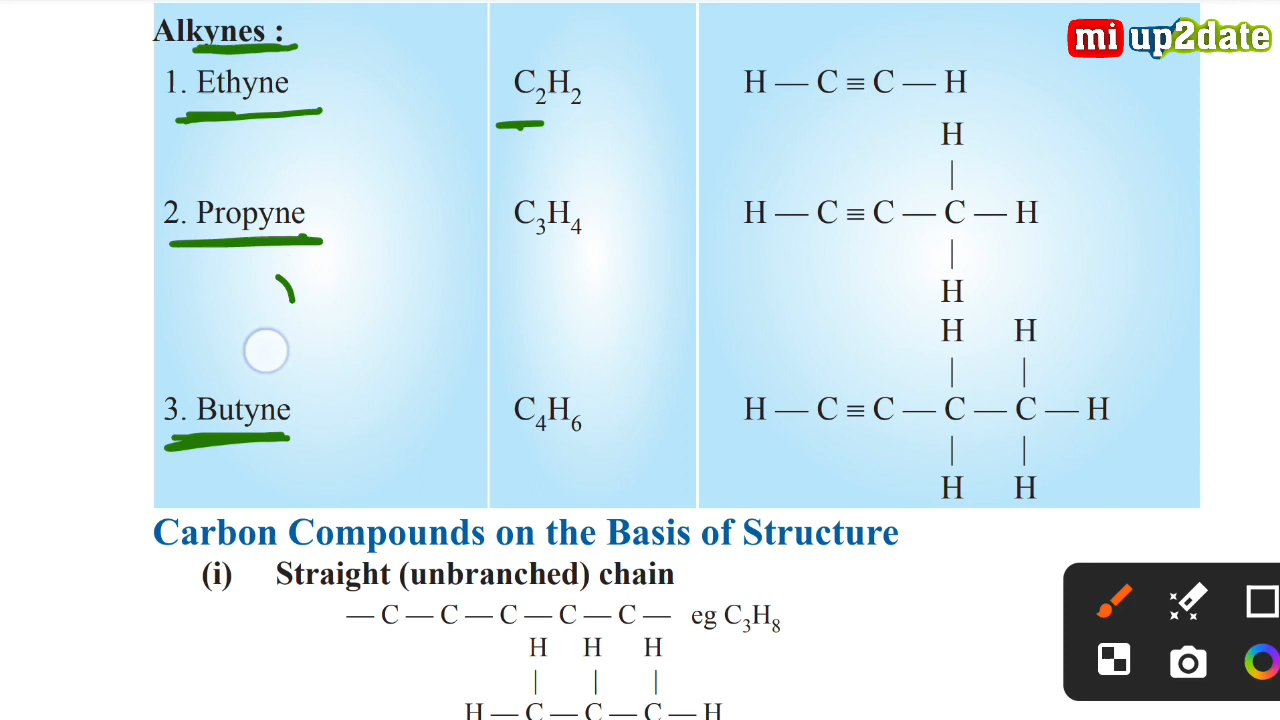 Alkynes :
mi up2date
1. Ethyne C₂H₂ H — C ≡ C — H
H
|
2. Propyne C₃H₄ H — C ≡ C — C — H
|
H
H H
| |
3. Butyne C₄H₆ H — C ≡ C — C — C — H
| |
H H
Carbon Compounds on the Basis of Structure
(i) Straight (unbranched) chain
— C — C — C — C — C — eg C₃H₈
H H H
| | |
H — C — C — C — H